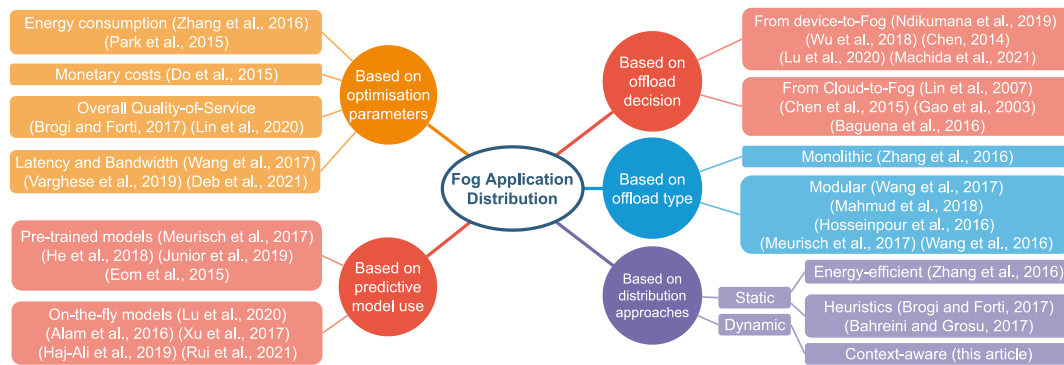 Energy consumption (Zhang et al., 2016)
(Park et al., 2015)
Monetary costs (Do et al., 2015)
Overall Quality-of-Service
(Brogi and Forti, 2017) (Lin et al., 2020)
Latency and Bandwidth (Wang et al., 2017)
(Varghese et al., 2019) (Deb et al., 2021)
Based on
optimisation
parameters
Pre-trained models (Meurisch et al., 2017)
(He et al., 2018) (Junior et al., 2019)
(Eom et al., 2015)
On-the-fly models (Lu et al., 2020)
(Alam et al., 2016) (Xu et al., 2017)
(Haj-Ali et al., 2019) (Rui et al., 2021)
Based on
predictive
model use
Fog Application
Distribution
Based on
offload
decision
From device-to-Fog (Ndikumana et al., 2019)
(Wu et al., 2018) (Chen, 2014)
(Lu et al., 2020) (Machida et al., 2021)
From Cloud-to-Fog (Lin et al., 2007)
(Chen et al., 2015) (Gao et al., 2003)
(Baguena et al., 2016)
Based on
offload type
Monolithic (Zhang et al., 2016)
Modular (Wang et al., 2017)
(Mahmud et al., 2018)
(Hosseinpour et al., 2016)
(Meurisch et al., 2017) (Wang et al., 2016)
Based on
distribution
approaches
Static
Energy-efficient (Zhang et al., 2016)
Heuristics (Brogi and Forti, 2017)
(Bahreini and Grosu, 2017)
Dynamic
Context-aware (this article)